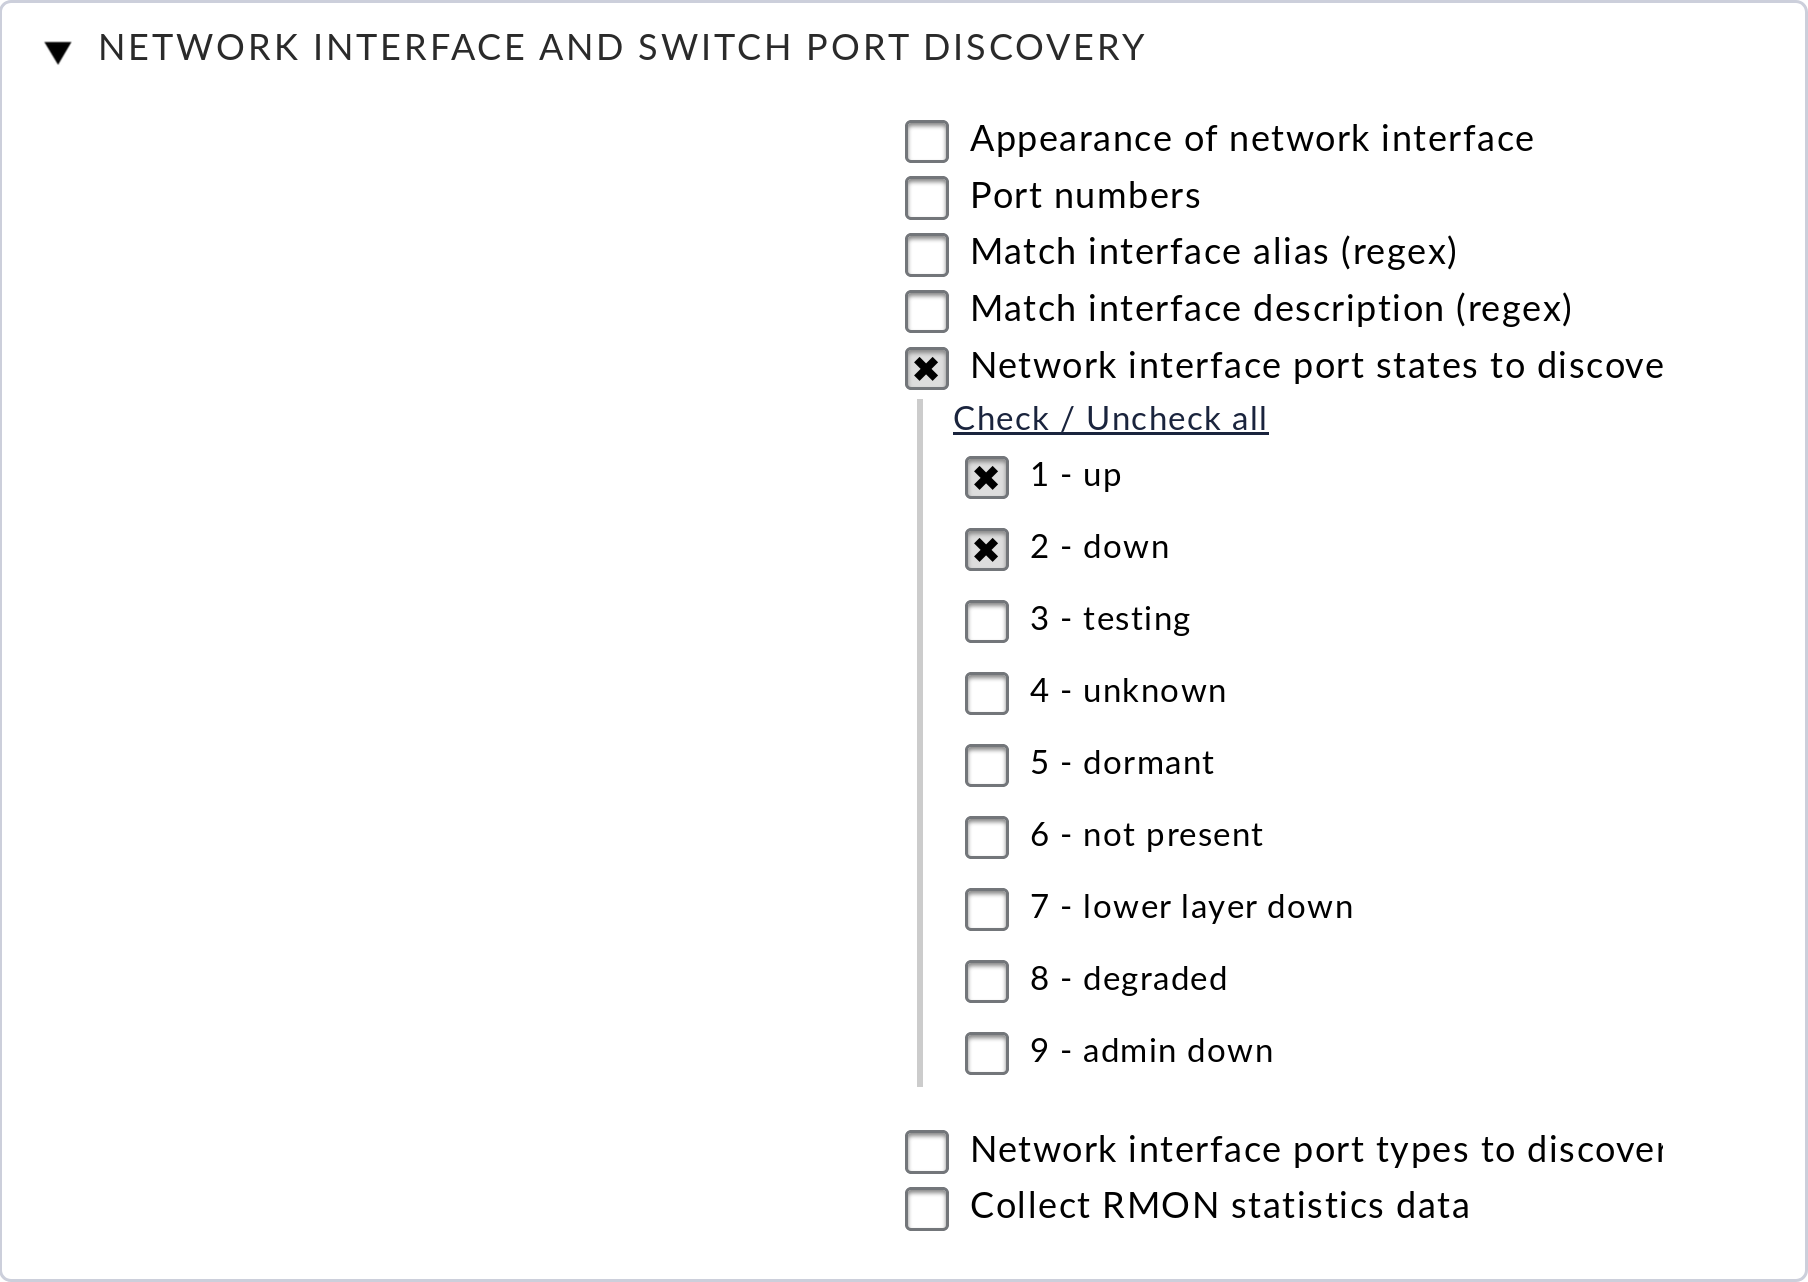 NETWORK INTERFACE AND SWITCH PORT DISCOVERY
Appearance of network interface
Port numbers
Match interface alias (regex)
Match interface description (regex)
Network interface port states to discove
Check / Uncheck all
1 - up
2 - down
3 - testing
4 - unknown
5 - dormant
6 - not present
7 - lower layer down
8 - degraded
9 - admin down
Network interface port types to discover
Collect RMON statistics data